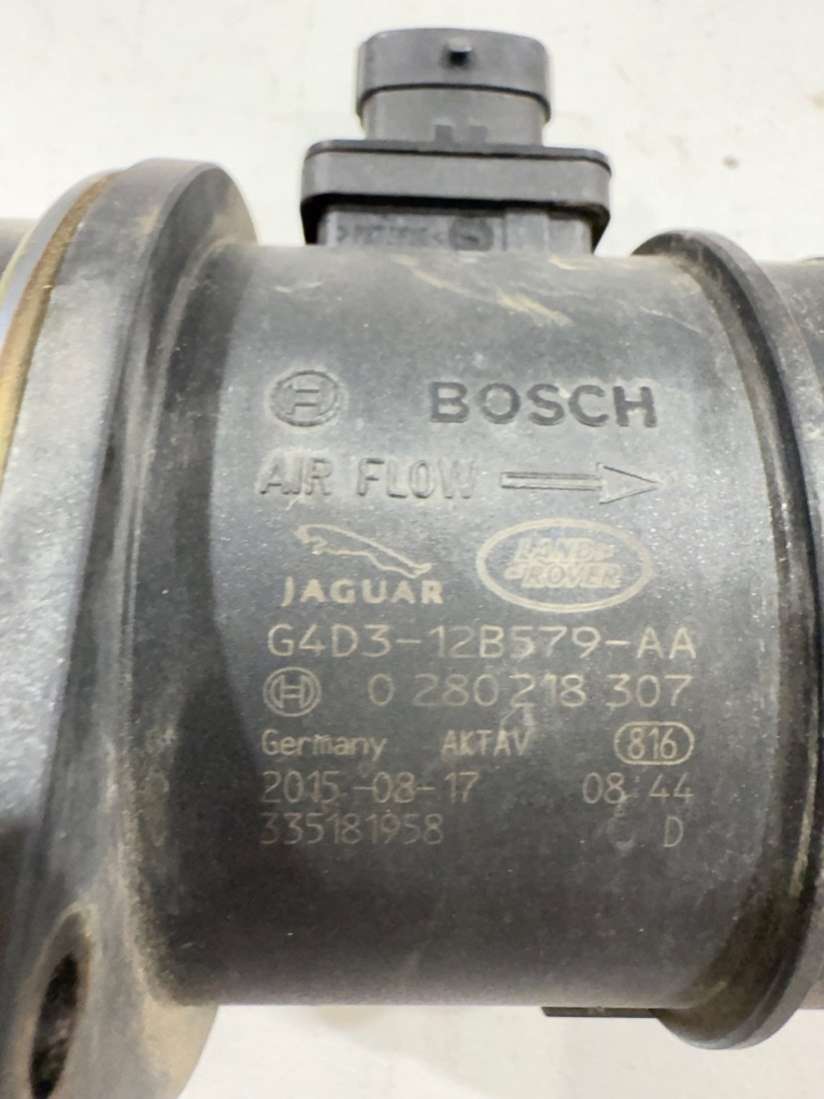 BOSCH
AIR FLOW
JAGUAR
LAND ROVER
G4D3-12B579-AA
0 280 218 307
Germany AKTAV 816
2015-08-17 08:44
335181958 D